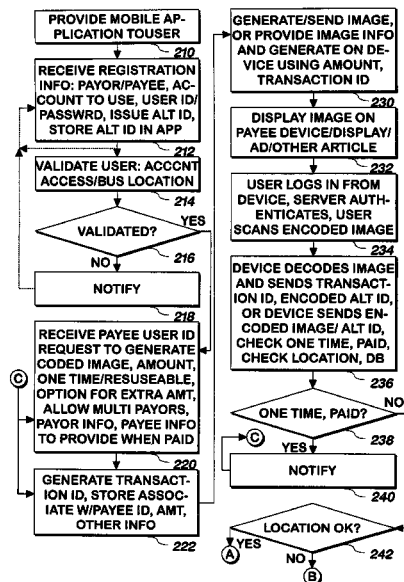 PROVIDE MOBILE AP-
PLICATION TOUSER
210
RECEIVE REGISTRATION
INFO: PAYOR/PAYEE, AC-
COUNT TO USE, USER ID/
PASSWRD, ISSUE ALT ID,
STORE ALT ID IN APP
212
VALIDATE USER: ACCCNT
ACCESS/BUS LOCATION
214
VALIDATED?
YES
NO
216
NOTIFY
218
RECEIVE PAYEE USER ID
REQUEST TO GENERATE
CODED IMAGE, AMOUNT,
ONE TIME/RESUSEABLE,
OPTION FOR EXTRA AMT,
ALLOW MULTI PAYORS,
PAYOR INFO, PAYEE INFO
TO PROVIDE WHEN PAID
220
C
GENERATE TRANSAC-
TION ID, STORE ASSOC-
IATE W/PAYEE ID, AMT,
OTHER INFO
222
GENERATE/SEND IMAGE,
OR PROVIDE IMAGE INFO
AND GENERATE ON DE-
VICE USING AMOUNT,
TRANSACTION ID
230
DISPLAY IMAGE ON
PAYEE DEVICE/DISPLAY/
AD/OTHER ARTICLE
232
USER LOGS IN FROM
DEVICE, SERVER AUTH-
ENTICATES, USER
SCANS ENCODED IMAGE
234
DEVICE DECODES IMAGE
AND SENDS TRANSACT-
ION ID, ENCODED ALT ID,
OR DEVICE SENDS EN-
CODED IMAGE/ ALT ID,
CHECK ONE TIME, PAID,
CHECK LOCATION, DB
236
ONE TIME, PAID?
NO
C
YES
238
NOTIFY
240
LOCATION OK?
YES
242
A
NO
B